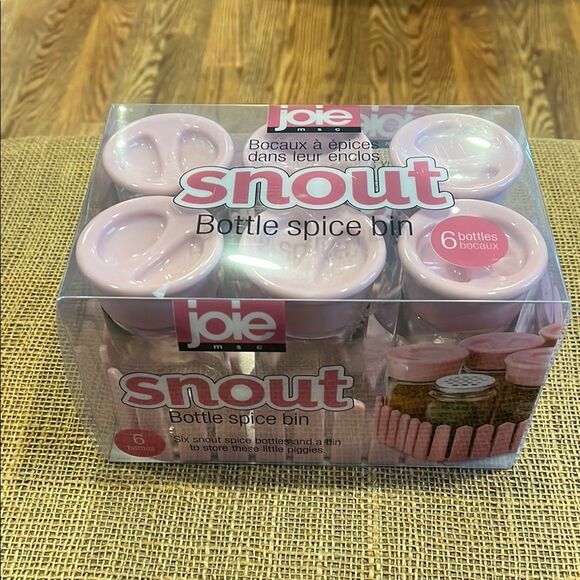 joie
msc
Bocaux à épices
dans leur enclos
snout
Bottle spice bin
6 bottles
bocaux
joie
msc
snout
Bottle spice bin
6
bottles
Six snout spice bottles and a bin
to store these little piggies.